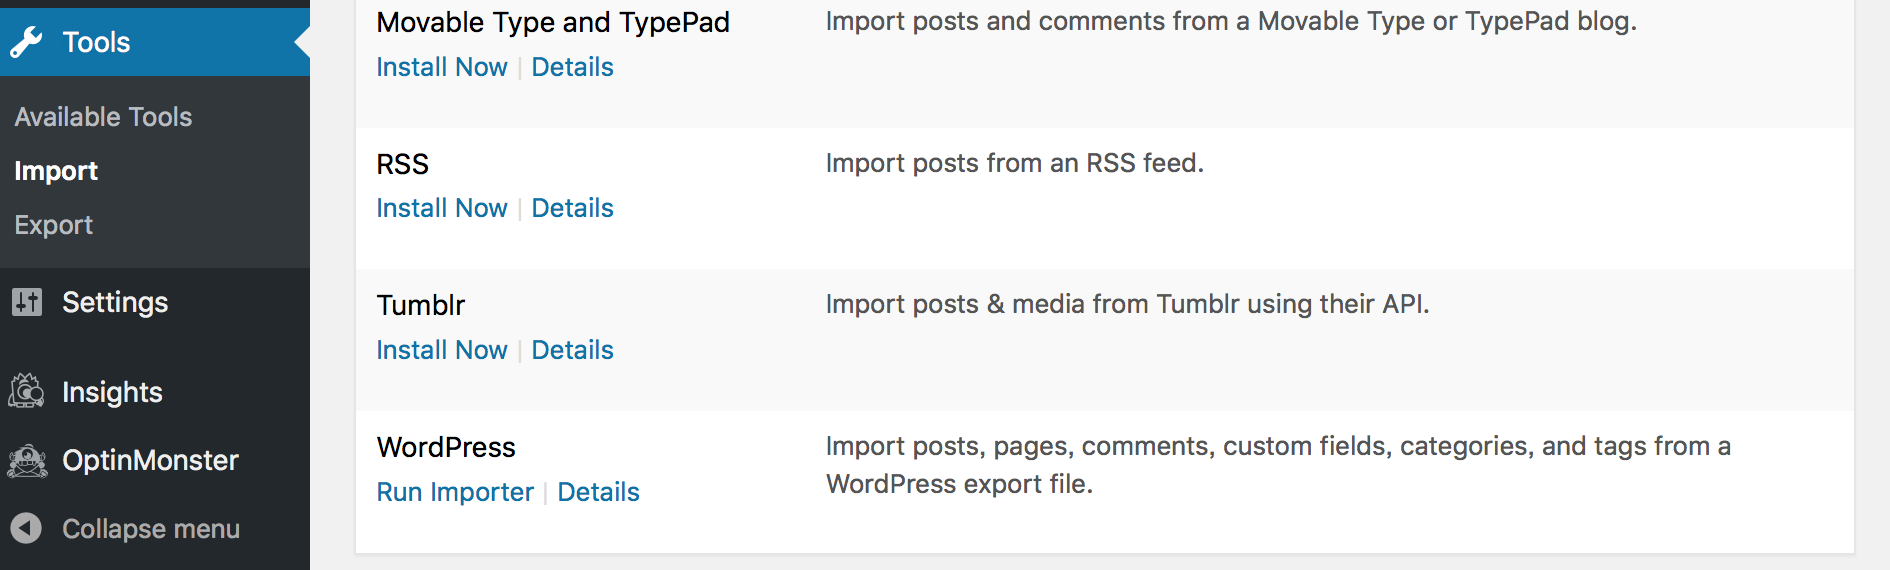 Tools
Available Tools
Import
Export
Settings
Insights
OptinMonster
Collapse menu
Movable Type and TypePad
Install Now | Details
Import posts and comments from a Movable Type or TypePad blog.
RSS
Install Now | Details
Import posts from an RSS feed.
Tumblr
Install Now | Details
Import posts & media from Tumblr using their API.
WordPress
Run Importer | Details
Import posts, pages, comments, custom fields, categories, and tags from a
WordPress export file.